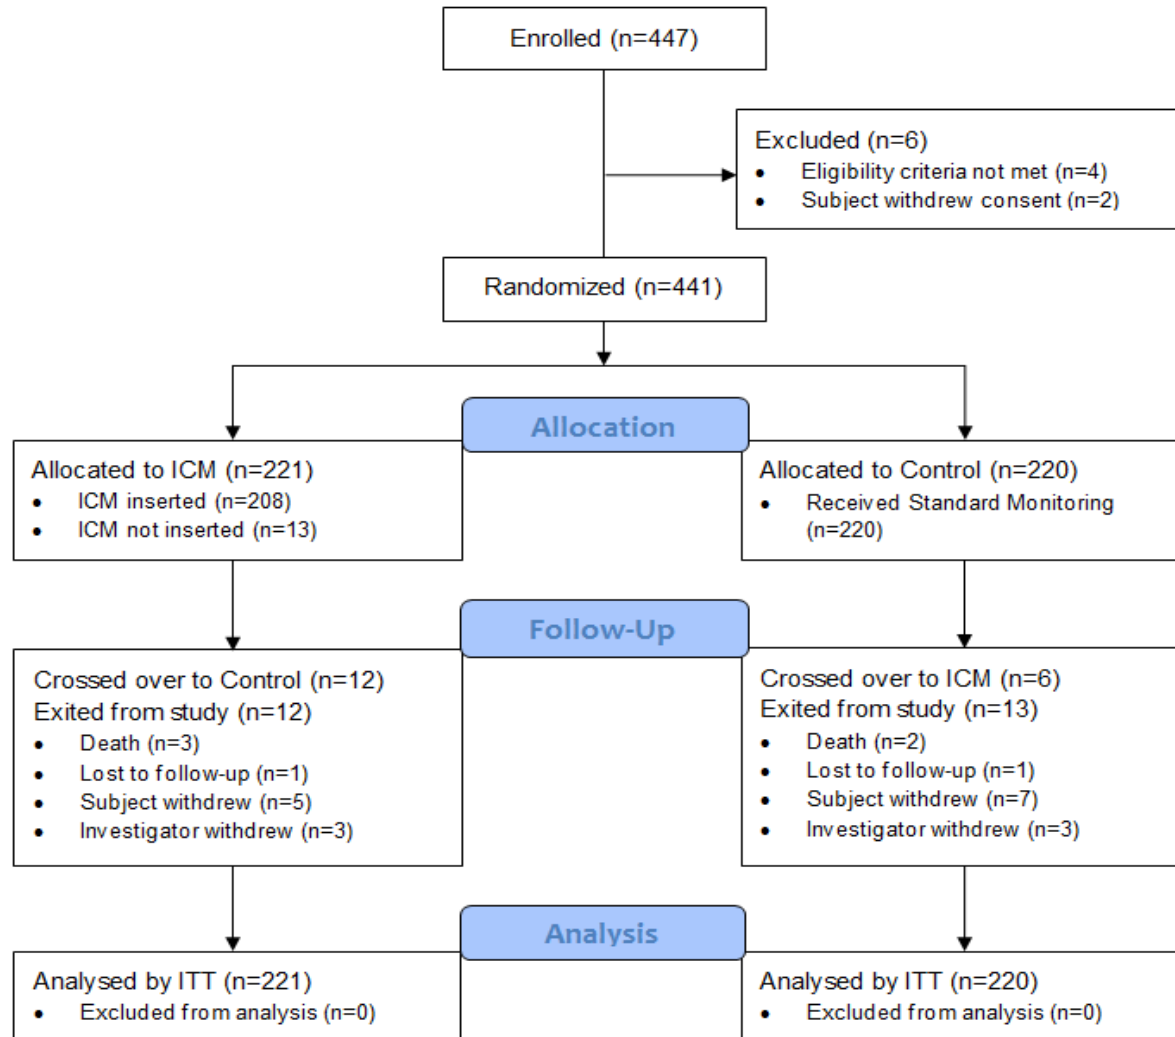 Enrolled (n=447)
Excluded (n=6)
• Eligibility criteria not met (n=4)
• Subject withdrew consent (n=2)
Randomized (n=441)
Allocation
Allocated to ICM (n=221)
• ICM inserted (n=208)
• ICM not inserted (n=13)
Allocated to Control (n=220)
• Received Standard Monitoring
(n=220)
Follow-Up
Crossed over to Control (n=12)
Exited from study (n=12)
• Death (n=3)
• Lost to follow-up (n=1)
• Subject withdrew (n=5)
• Investigator withdrew (n=3)
Crossed over to ICM (n=6)
Exited from study (n=13)
• Death (n=2)
• Lost to follow-up (n=1)
• Subject withdrew (n=7)
• Investigator withdrew (n=3)
Analysis
Analysed by ITT (n=221)
• Excluded from analysis (n=0)
Analysed by ITT (n=220)
• Excluded from analysis (n=0)